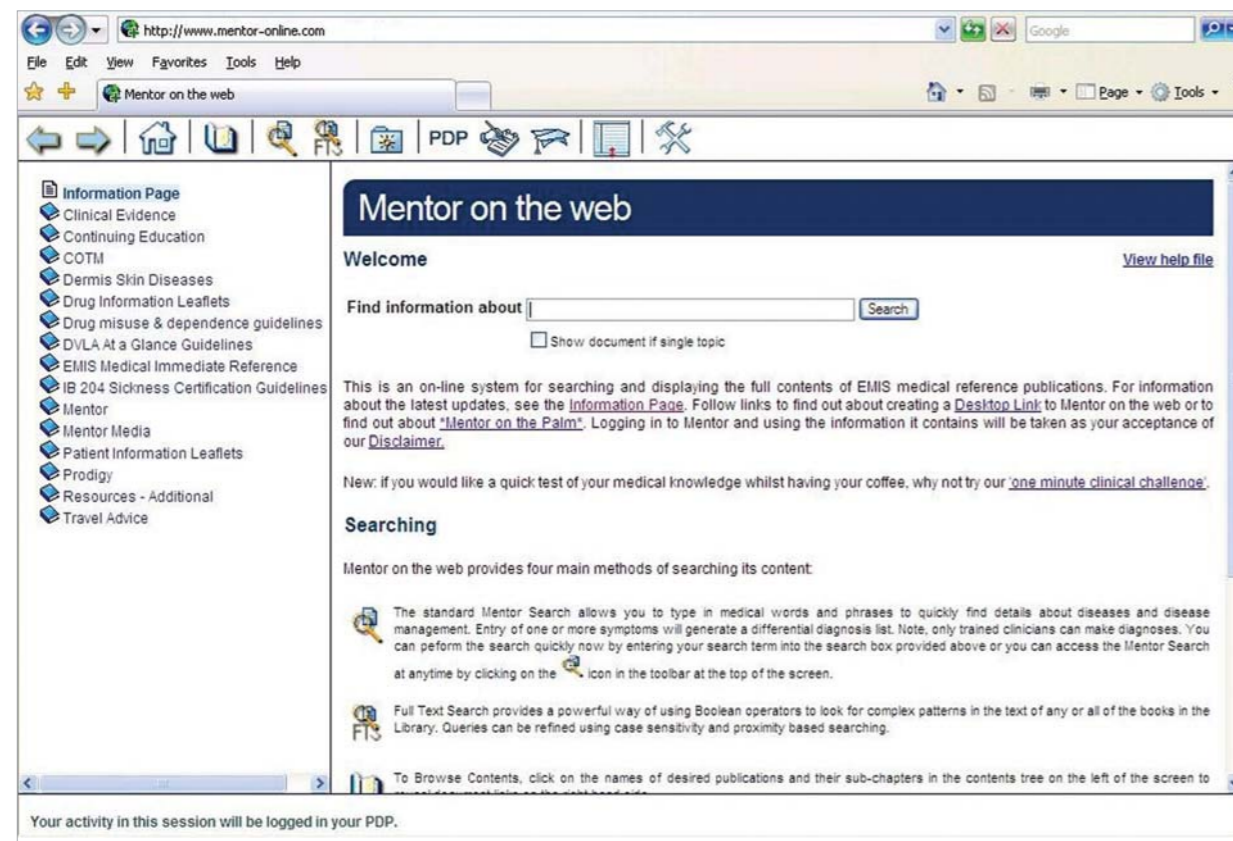 http://www.mentor-online.com
Google
File Edit View Favorites Tools Help
Mentor on the web
Page Tools
FTS
PDP
Information Page
Clinical Evidence
Continuing Education
COTM
Dermis Skin Diseases
Drug Information Leaflets
Drug misuse & dependence guidelines
DVLA At a Glance Guidelines
EMIS Medical Immediate Reference
IB 204 Sickness Certification Guidelines
Mentor
Mentor Media
Patient Information Leaflets
Prodigy
Resources - Additional
Travel Advice
Mentor on the web
Welcome
View help file
Find information about
Search
Show document if single topic
This is an on-line system for searching and displaying the full contents of EMIS medical reference publications. For information
about the latest updates, see the Information Page. Follow links to find out about creating a Desktop Link to Mentor on the web or to
find out about "Mentor on the Palm". Logging in to Mentor and using the information it contains will be taken as your acceptance of
our Disclaimer.
New: if you would like a quick test of your medical knowledge whilst having your coffee, why not try our 'one minute clinical challenge'.
Searching
Mentor on the web provides four main methods of searching its content:
The standard Mentor Search allows you to type in medical words and phrases to quickly find details about diseases and disease
management. Entry of one or more symptoms will generate a differential diagnosis list. Note, only trained clinicians can make diagnoses. You
can peform the search quickly now by entering your search term into the search box provided above or you can access the Mentor Search
at anytime by clicking on the icon in the toolbar at the top of the screen.
FTS
Full Text Search provides a powerful way of using Boolean operators to look for complex patterns in the text of any or all of the books in the
Library. Queries can be refined using case sensitivity and proximity based searching.
To Browse Contents, click on the names of desired publications and their sub-chapters in the contents tree on the left of the screen to
Your activity in this session will be logged in your PDP.